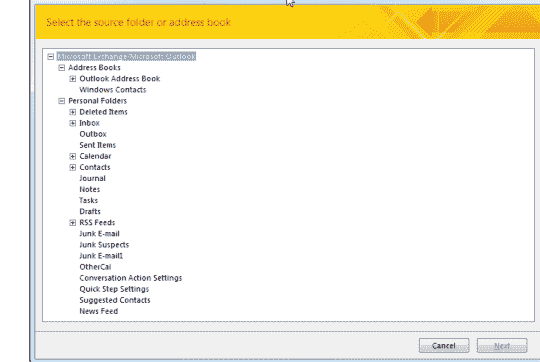 Select the source folder or address book
Microsoft Exchange/Microsoft Outlook
Address Books
Outlook Address Book
Windows Contacts
Personal Folders
Deleted Items
Inbox
Outbox
Sent Items
Calendar
Contacts
Journal
Notes
Tasks
Drafts
RSS Feeds
Junk E-mail
Junk Suspects
Junk E-mail1
OtherCal
Conversation Action Settings
Quick Step Settings
Suggested Contacts
News Feed
Cancel Next